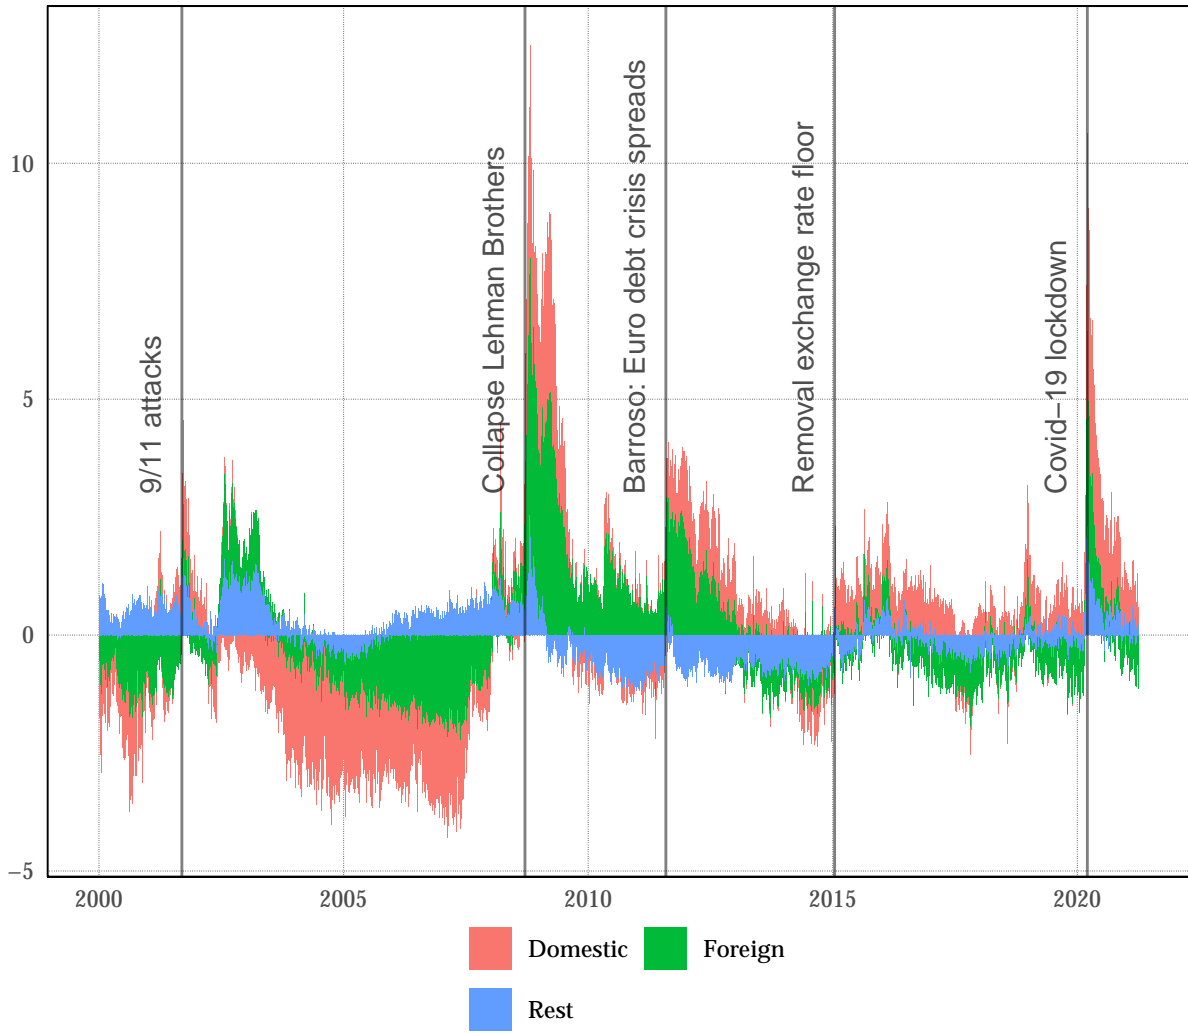 10
5
0
−5
9/11 attacks
Collapse Lehman Brothers
Barroso: Euro debt crisis spreads
Removal exchange rate floor
Covid−19 lockdown
2000
2005
2010
2015
2020
Domestic
Foreign
Rest